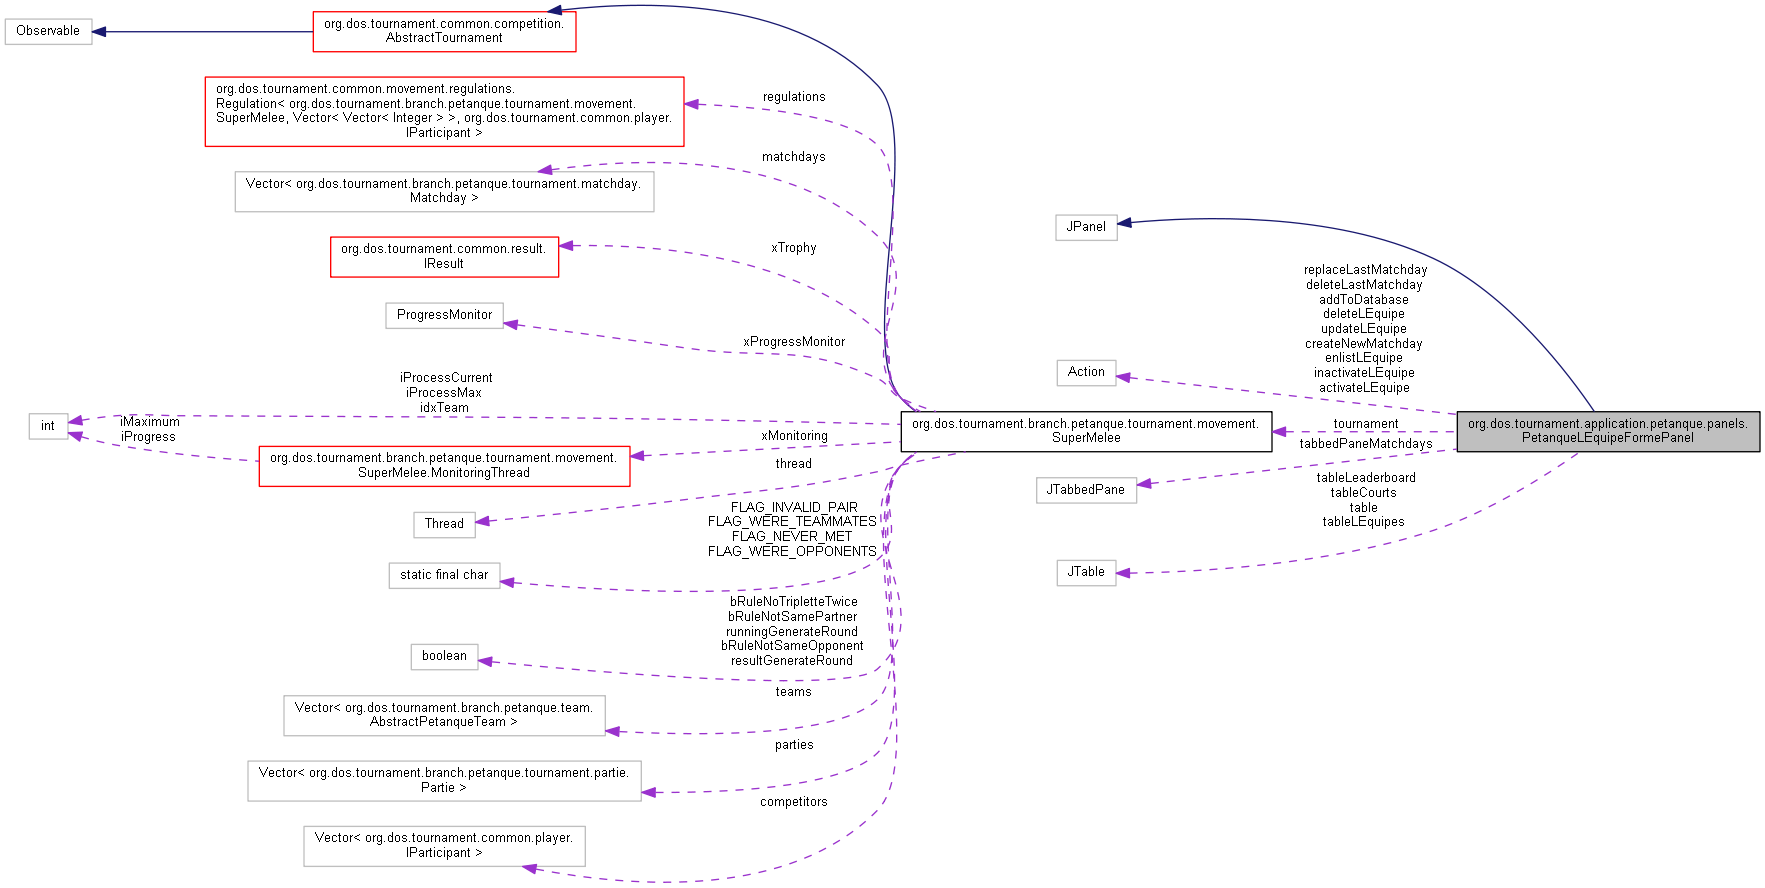 Observable
org.dos.tournament.common.competition.
AbstractTournament
org.dos.tournament.common.movement.regulations.
Regulation< org.dos.tournament.branch.petanque.tournament.movement.
SuperMelee, Vector< Vector< Integer > >, org.dos.tournament.common.player.
IParticipant >
regulations
Vector< org.dos.tournament.branch.petanque.tournament.matchday.
Matchday >
matchdays
org.dos.tournament.common.result.
IResult
xTrophy
ProgressMonitor
xProgressMonitor
int
iProcessCurrent
iProcessMax
idxTeam
iMaximum
iProgress
org.dos.tournament.branch.petanque.tournament.movement.
SuperMelee.MonitoringThread
xMonitoring
Thread
thread
static final char
FLAG_INVALID_PAIR
FLAG_WERE_TEAMMATES
FLAG_NEVER_MET
FLAG_WERE_OPPONENTS
boolean
bRuleNoTripletteTwice
bRuleNotSamePartner
runningGenerateRound
bRuleNotSameOpponent
resultGenerateRound
Vector< org.dos.tournament.branch.petanque.team.
AbstractPetanqueTeam >
teams
Vector< org.dos.tournament.branch.petanque.tournament.partie.
Partie >
parties
Vector< org.dos.tournament.common.player.
IParticipant >
competitors
org.dos.tournament.branch.petanque.tournament.movement.
SuperMelee
JPanel
Action
replaceLastMatchday
deleteLastMatchday
addToDatabase
deleteLEquipe
updateLEquipe
createNewMatchday
enlistLEquipe
inactivateLEquipe
activateLEquipe
tournament
JTabbedPane
tabbedPaneMatchdays
JTable
tableLeaderboard
tableCourts
table
tableLEquipes
org.dos.tournament.application.petanque.panels.
PetanqueLEquipeFormePanel